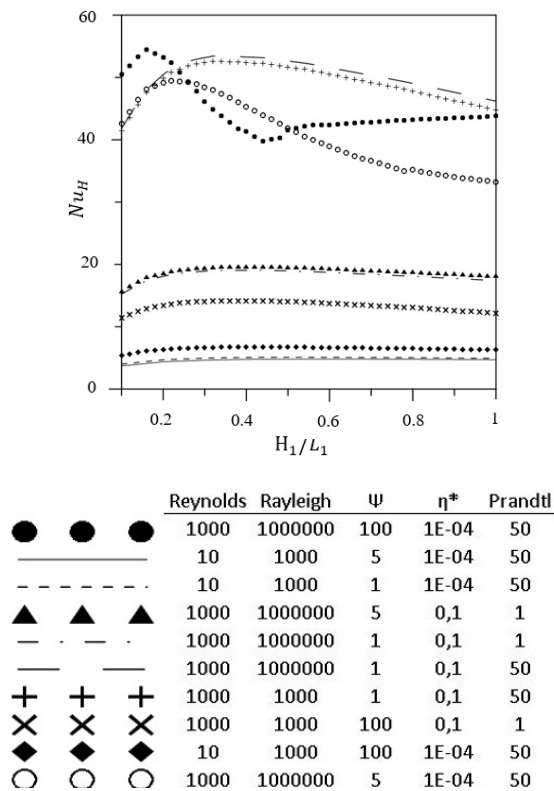 60
40
20
0
Nu_H
0.2
0.4
0.6
0.8
1
H₁/L₁
Reynolds Rayleigh Ψ η* Prandtl
1000 1000000 100 1E-04 50
10 1000 5 1E-04 50
10 1000 1 1E-04 50
1000 1000000 5 0,1 1
1000 1000000 1 0,1 1
1000 1000000 1 0,1 50
1000 1000 1 0,1 50
1000 1000 100 0,1 1
10 1000 100 1E-04 50
1000 1000000 5 1E-04 50